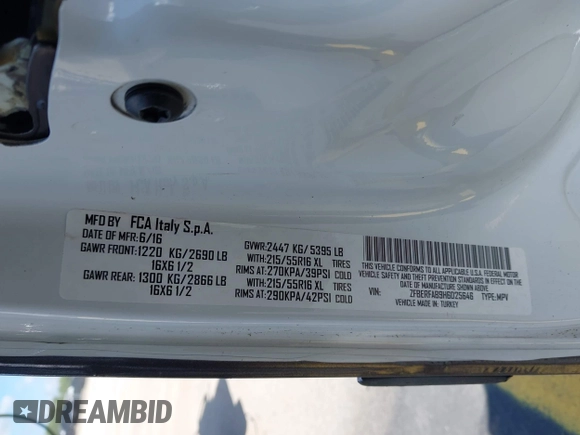 MFD BY FCA Italy S.p.A.
DATE OF MFR:6/16 GVWR:2447 KG/ 5395 LB
GAWR FRONT:1220 KG/2690 LB WITH:215/55R16 XL
16X6 1/2 RIMS AT:270KPA/39PSI COLD
GAWR REAR: 1300 KG/2866 LB WITH:215/55R16 XL
16X6 1/2 RIMS AT:290KPA/42PSI COLD
THIS VEHICLE CONFORMS TO ALL APPLICABLE U.S.A. FEDERAL MOTOR
VEHICLE SAFETY AND THEFT PREVENTION STANDARDS IN EFFECT ON THE
DATE OF MANUFACTURE SHOWN ABOVE.
VIN: ZFBERFAB9H6025646 TYPE: MPV
VEHICLE MADE IN: TURKEY
DREAMBID